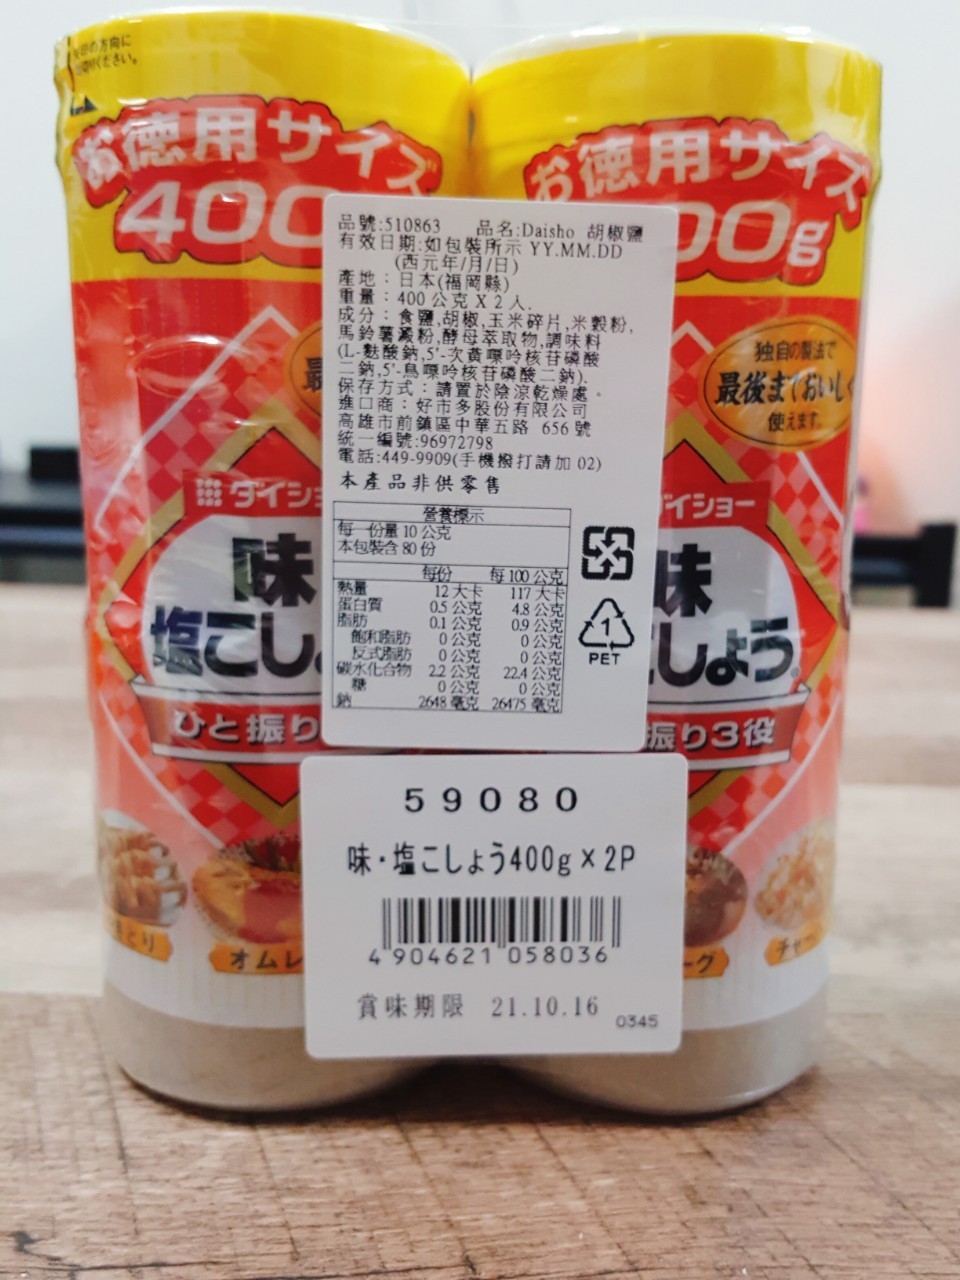 お徳用サイズ
400
お徳用サイズ
00g
品號:510863 品名:Daisho 胡椒鹽
有效日期:如包裝所示 YY.MM.DD
(西元年/月/日)
產地：日本(福岡縣)
重量：400 公克 X 2 入.
成分：食鹽,胡椒,玉米碎片,米穀粉,
馬鈴薯澱粉,酵母萃取物,調味料
(L-麩酸鈉,5'-次黃嘌呤核苷磷酸
二鈉,5'-鳥嘌呤核苷磷酸二鈉).
保存方式：請置於陰涼乾燥處。
進口商：好市多股份有限公司
高雄市前鎮區中華五路 656 號
統一編號:96972798
電話:449-9909(手機撥打請加 02)
本產品非供零售
營養標示
每一份量 10 公克
本包裝含 80 份
每份 每 100 公克
熱量 12 大卡 117 大卡
蛋白質 0.5 公克 4.8 公克
脂肪 0.1 公克 0.9 公克
飽和脂肪 0 公克 0 公克
反式脂肪 0 公克 0 公克
碳水化合物 2.2 公克 22.4 公克
糖 0 公克 0 公克
鈉 2648 毫克 26475 毫克
1
PET
独自の製法で
最後までおいしく
使えます。
ダイショ
味
塩こし
ひと振り
イショー
味
こしょう
振り3役
59080
味・塩こしょう400g×2P
4 904621 058036
賞味期限 21.10.16
0345
オムレ
ーグ
チャー